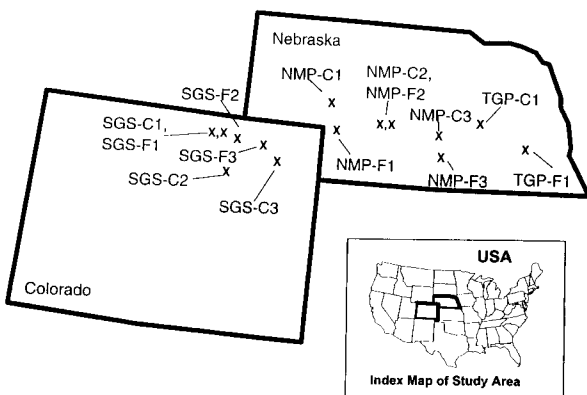 Nebraska
NMP-C1
NMP-C2,
NMP-F2
NMP-C3
TGP-C1
NMP-F1
NMP-F3
TGP-F1
SGS-F2
SGS-C1,
SGS-F1
SGS-F3
SGS-C2
SGS-C3
Colorado
USA
Index Map of Study Area